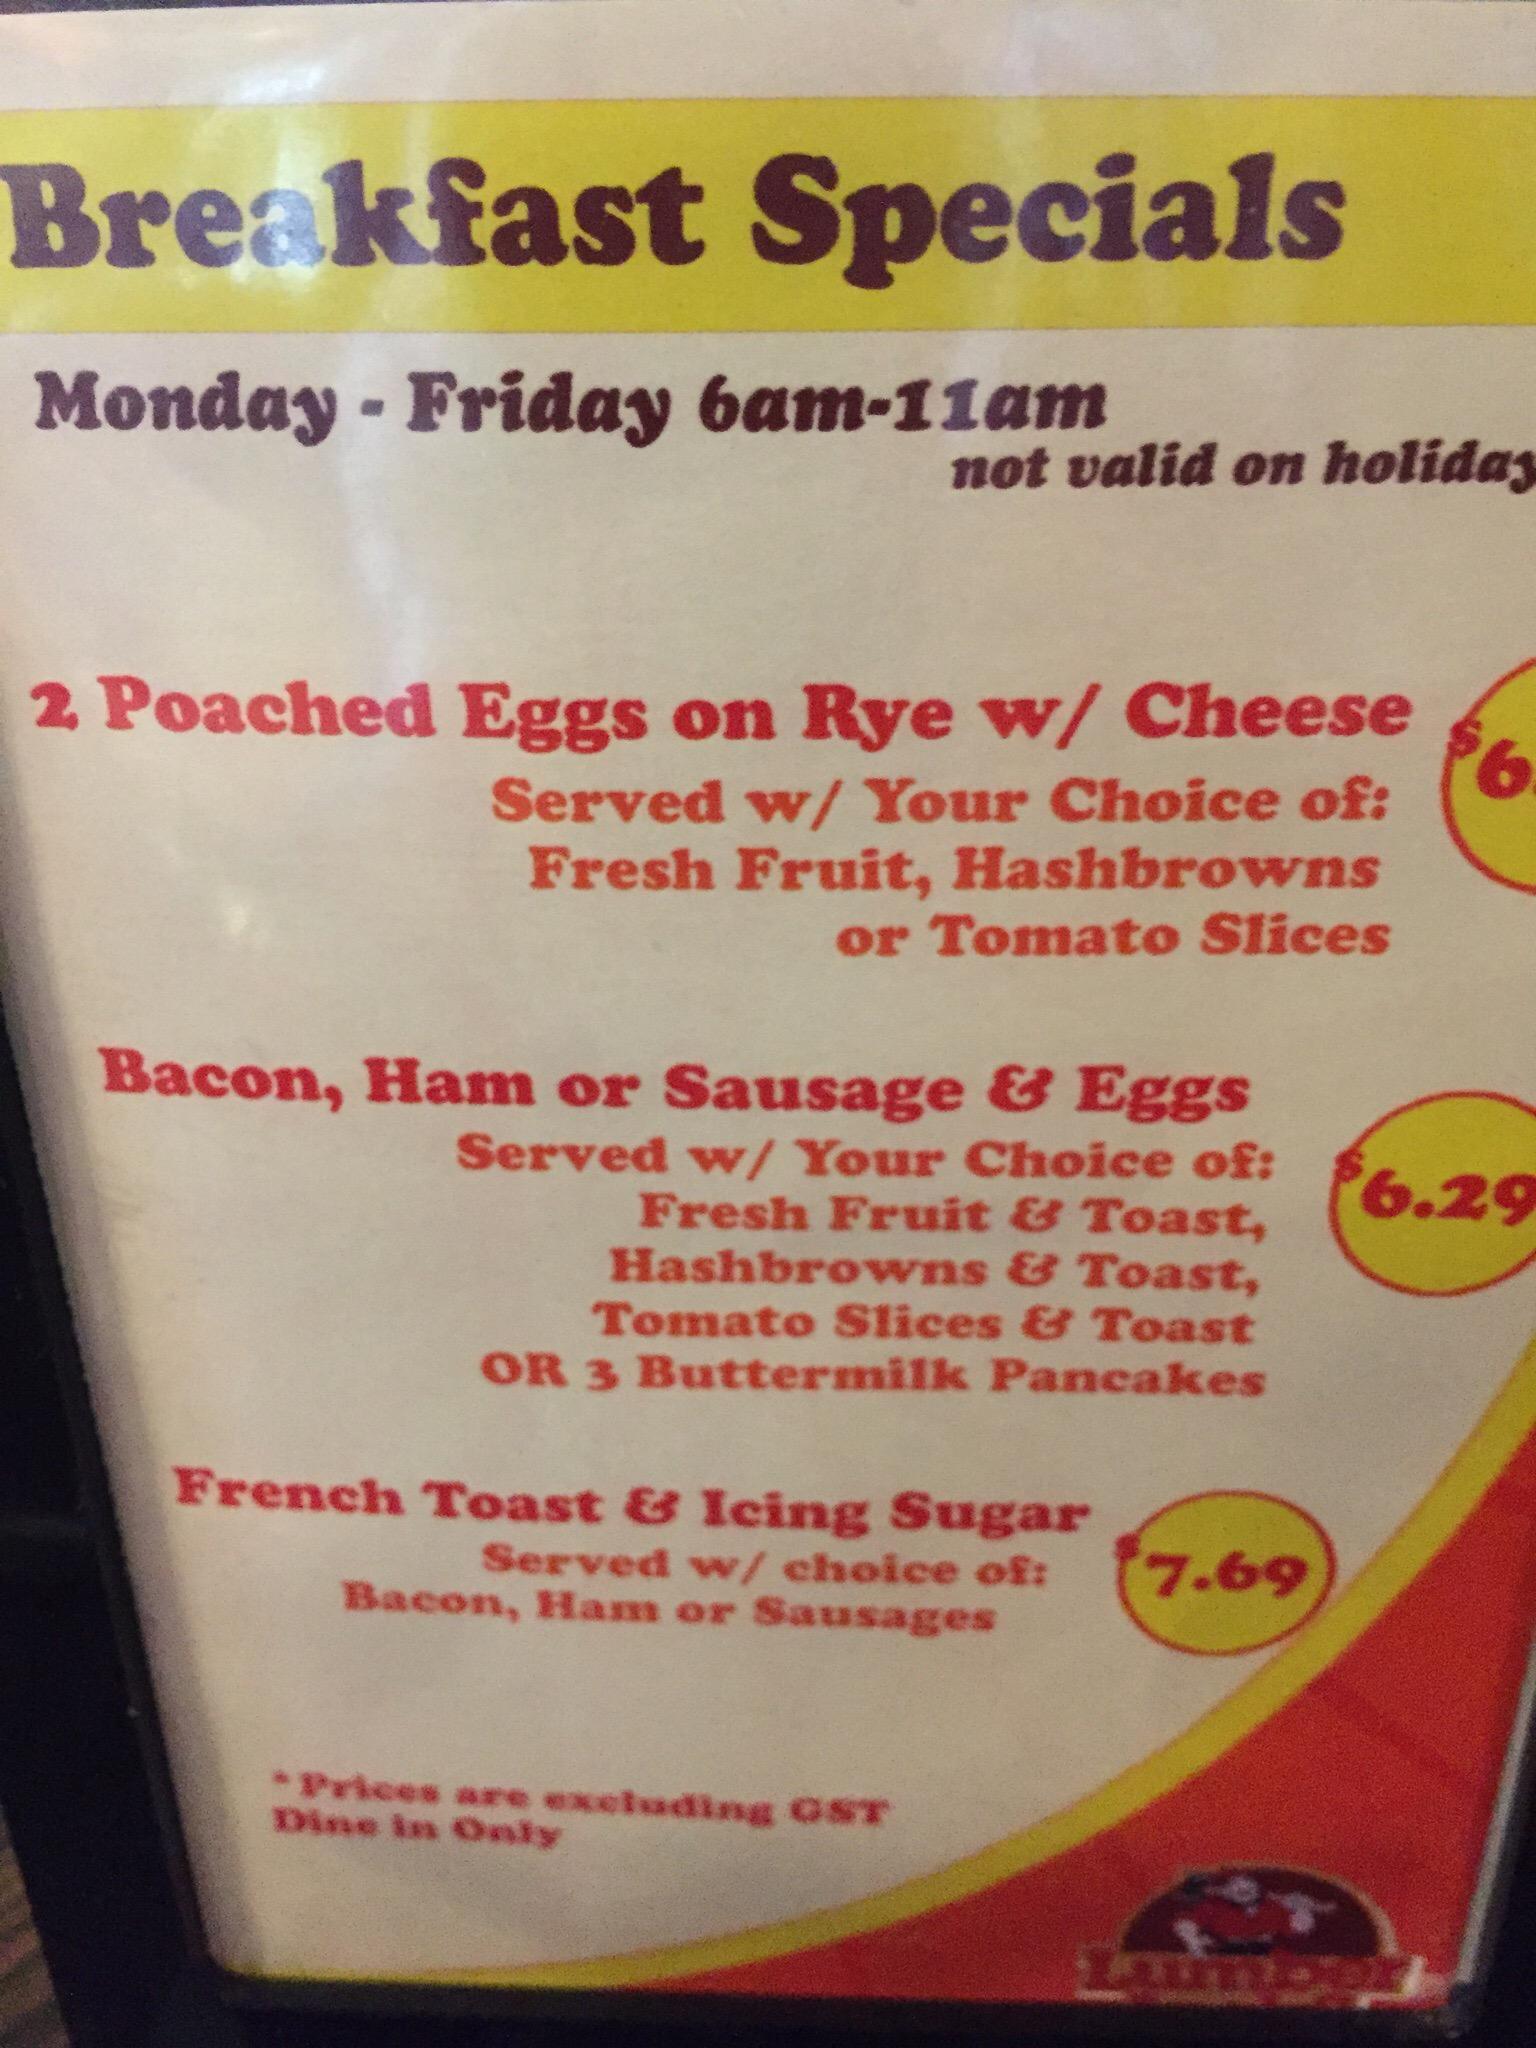 Breakfast Specials
Monday - Friday 6am-11am
not valid on holiday
2 Poached Eggs on Rye w/ Cheese
$6.
Served w/ Your Choice of:
Fresh Fruit, Hashbrowns
or Tomato Slices
Bacon, Ham or Sausage & Eggs
$6.29
Served w/ Your Choice of:
Fresh Fruit & Toast,
Hashbrowns & Toast,
Tomato Slices & Toast
OR 3 Buttermilk Pancakes
French Toast & Icing Sugar
$7.69
Served w/ choice of:
Bacon, Ham or Sausages
* Prices are excluding GST
Dine in Only
Lumber